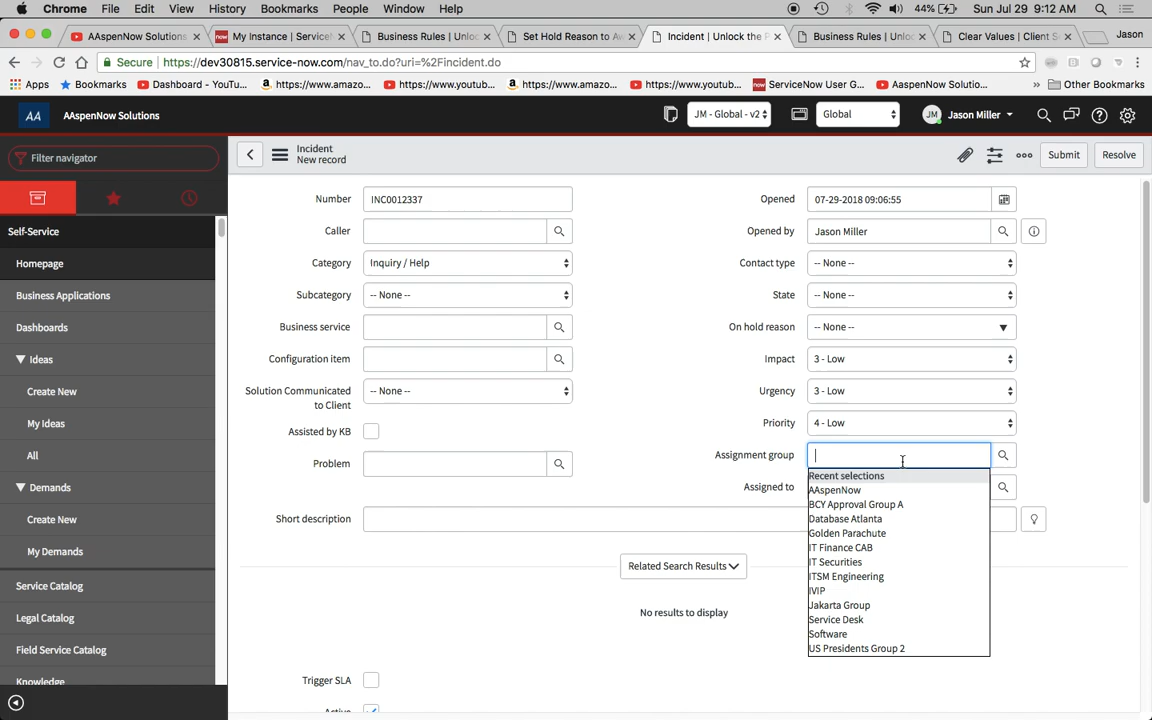 Chrome File Edit View History Bookmarks People Window Help 44% Sun Jul 29 9:12 AM
AAspenNow Solutions My Instance | ServiceN Business Rules | Unloc Set Hold Reason to Aw Incident | Unlock the P Business Rules | Unloc Clear Values | Client S Jason
Secure https://dev30815.service-now.com/nav_to.do?uri=%2Fincident.do
Apps Bookmarks Dashboard - YouTu... https://www.amazo... https://www.youtub... https://www.amazo... https://www.youtub... ServiceNow User G... AaspenNow Solutio... » Other Bookmarks
AA AAspenNow Solutions JM - Global - v2 Global JM Jason Miller
Filter navigator
Incident
New record
Submit Resolve
Self-Service
Homepage
Business Applications
Dashboards
Ideas
Create New
My Ideas
All
Demands
Create New
My Demands
Service Catalog
Legal Catalog
Field Service Catalog
Knowledge
Number INC0012337
Caller
Category Inquiry / Help
Subcategory -- None --
Business service
Configuration item
Solution Communicated
to Client
-- None --
Assisted by KB
Problem
Short description
Opened 07-29-2018 09:06:55
Opened by Jason Miller
Contact type -- None --
State -- None --
On hold reason -- None --
Impact 3 - Low
Urgency 3 - Low
Priority 4 - Low
Assignment group
Assigned to
Recent selections
AAspenNow
BCY Approval Group A
Database Atlanta
Golden Parachute
IT Finance CAB
IT Securities
ITSM Engineering
IVIP
Jakarta Group
Service Desk
Software
US Presidents Group 2
Related Search Results
No results to display
Trigger SLA
Active